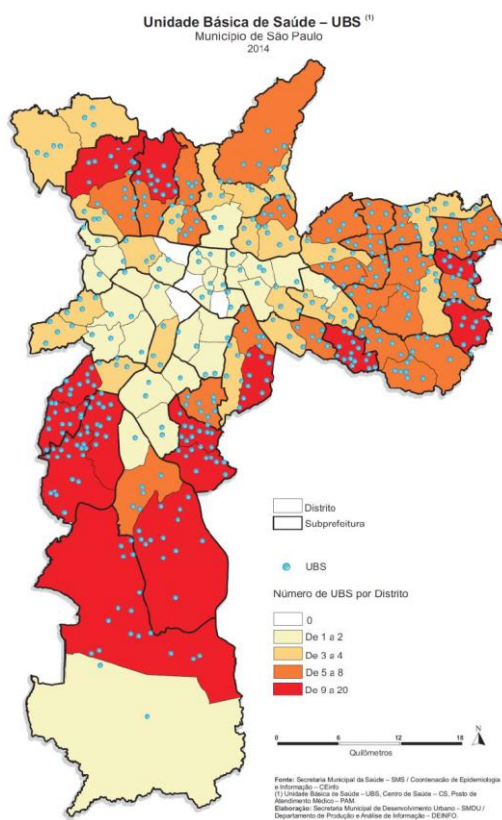 Unidade Básica de Saúde – UBS (1)
Município de São Paulo
2014
Distrito
Subprefeitura
UBS
Número de UBS por Distrito
0
De 1 a 2
De 3 a 4
De 5 a 8
De 9 a 20
0 6 12 18
N
Quilômetros
Fonte: Secretaria Municipal da Saúde – SMS / Coordenacão de Epidemiologia
e Informação – CEInfo
(1) Unidade Básica de Saúde – UBS, Centro de Saúde – CS, Posto de
Atendimento Médico – PAM.
Elaboração: Secretaria Municipal de Desenvolvimento Urbano – SMDU /
Departamento de Produção e Análise de Informação – DEINFO.